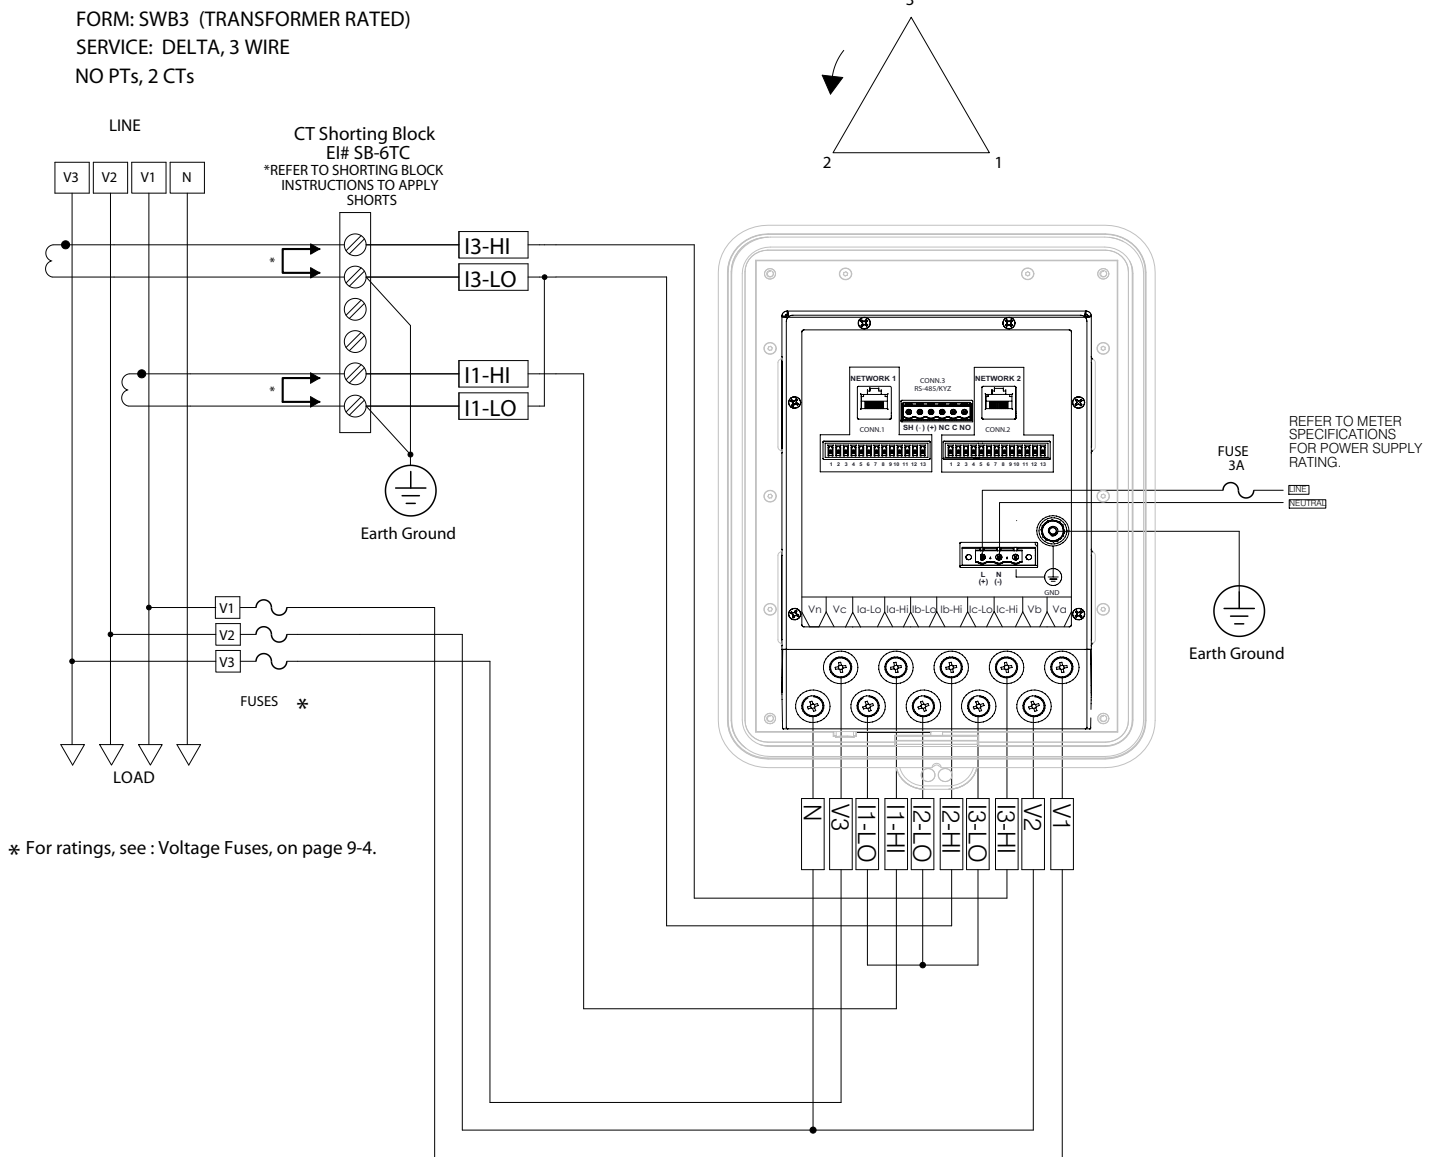 FORM: SWB3 (TRANSFORMER RATED)
SERVICE: DELTA, 3 WIRE
NO PTs, 2 CTs
3
2
1
LINE
V3 V2 V1 N
CT Shorting Block
EI# SB-6TC
*REFER TO SHORTING BLOCK
INSTRUCTIONS TO APPLY
SHORTS
*
I3-HI
I3-LO
*
I1-HI
I1-LO
Earth Ground
NETWORK 1
CONN.3
RS-485/KYZ
NETWORK 2
SH (-) (+) NC C NO
CONN.1
CONN.2
1 2 3 4 5 6 7 8 9 10 11 12 13
1 2 3 4 5 6 7 8 9 10 11 12 13
FUSE
3A
REFER TO METER
SPECIFICATIONS
FOR POWER SUPPLY
RATING.
LINE
NEUTRAL
L N
(+) (-)
GND
Vn Vc Ia-Lo Ia-Hi Ib-Lo Ib-Hi Ic-Lo Ic-Hi Vb Va
Earth Ground
V1
V2
V3
FUSES *
LOAD
N V3 I1-LO I1-HI I2-LO I2-HI I3-LO I3-HI V2 V1
* For ratings, see : Voltage Fuses, on page 9-4.